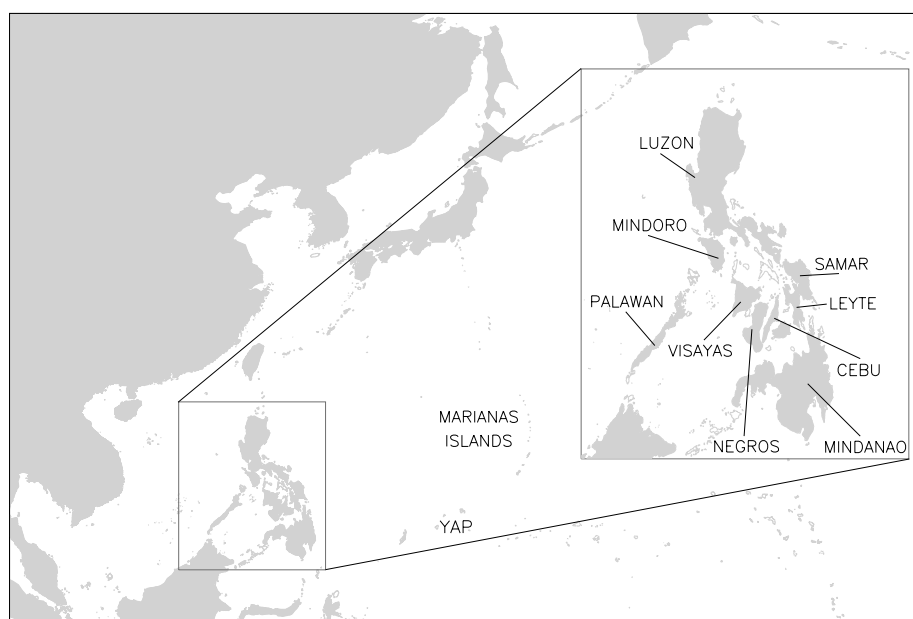 LUZON
MINDORO
SAMAR
PALAWAN
LEYTE
VISAYAS
CEBU
NEGROS
MINDANAO
MARIANAS
ISLANDS
YAP